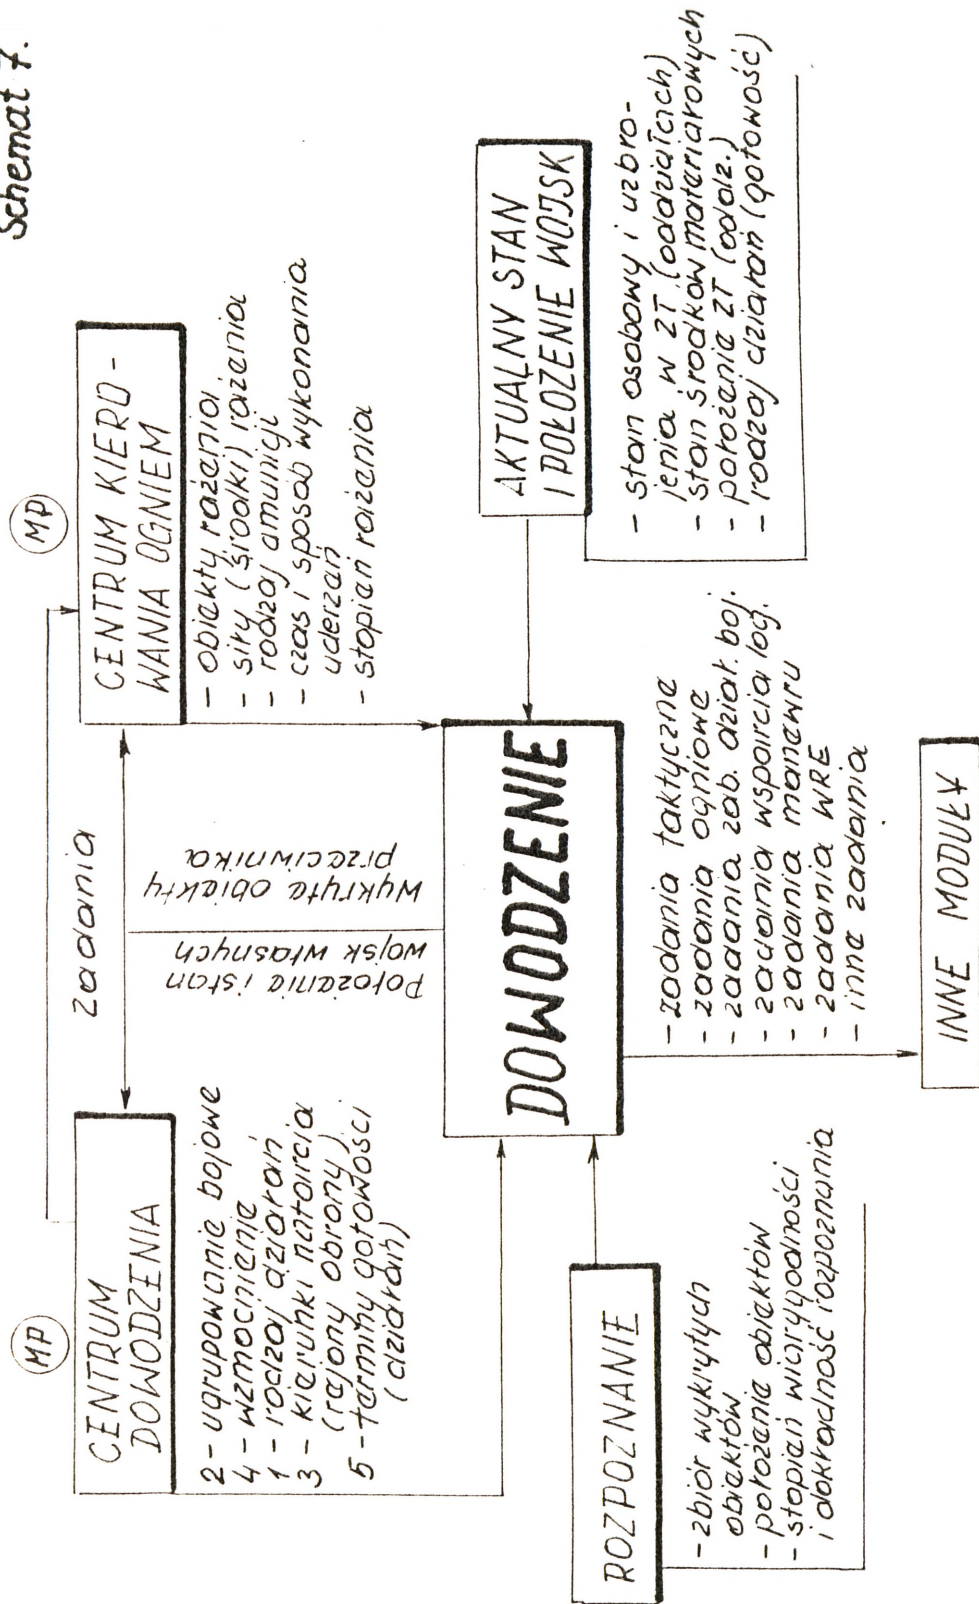 Schemat 7.
MP
CENTRUM
DOWODZENIA
2 - ugrupowanie bojowe
4 - wzmocnienie
1 - rodzaj działań
3 - kierunki natarcia
(rejony obrony)
5 - terminy gotowości
(działań)
zadania
MP
CENTRUM KIERO-
WANIA OGNIEM
- obiekty rażenia
- siły (środki) rażenia
- rodzaj amunicji
- czas i sposób wykonania
uderzeń
- stopień rażenia
Położenie i stan
wojsk własnych
Wykryte obiekty
przeciwnika
DOWODZENIE
ROZPOZNANIE
- zbiór wykrytych
obiektów
- położenie obiektów
- stopień wiarygodności
i dokładność rozpoznania
- zadania taktyczne
- zadania ogniowe
- zadania zab. dział. boj.
- zadania wsparcia log.
- zadania manewru
- zadania WRE
- inne zadania
AKTUALNY STAN
I POŁOŻENIE WOJSK
- stan osobowy i uzbro-
jenia w ZT (oddziałach)
- stan środków materiałowych
- położenie ZT (oddz.)
- rodzaj działań (gotowość)
INNE MODUŁY